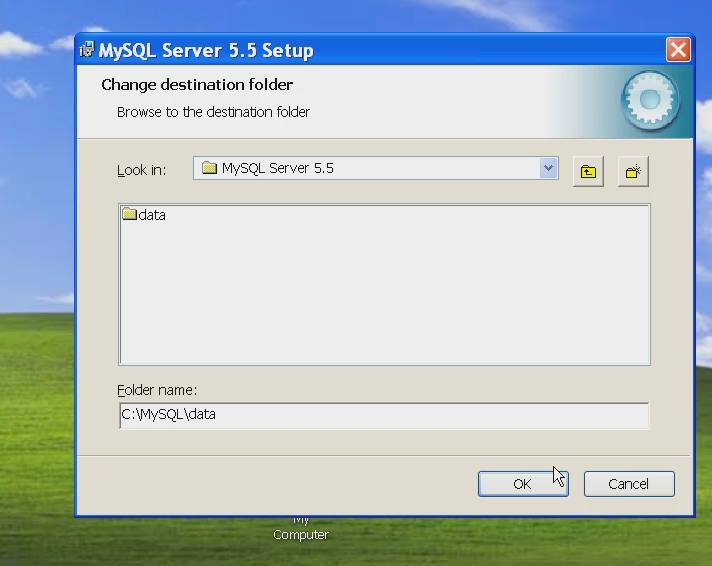 MySQL Server 5.5 Setup
Change destination folder
Browse to the destination folder
Look in: MySQL Server 5.5
data
Folder name:
C:\MySQL\data
OK Cancel
My
Computer